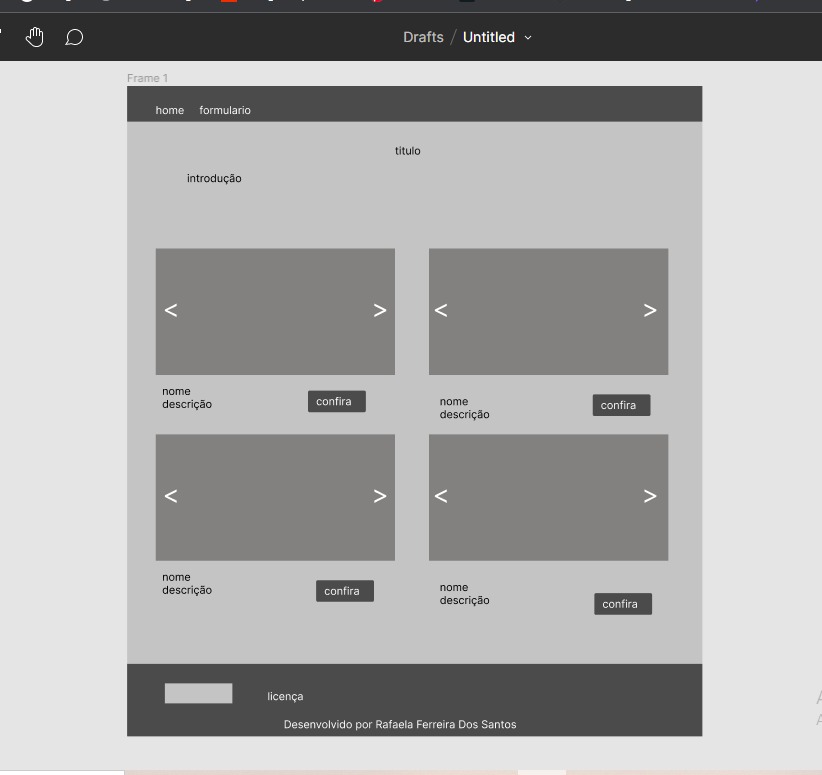 Drafts / Untitled
Frame 1
home formulario
titulo
introdução
< > < >
nome
descrição
confira
nome
descrição
confira
< > < >
nome
descrição
confira
nome
descrição
confira
licença
Desenvolvido por Rafaela Ferreira Dos Santos